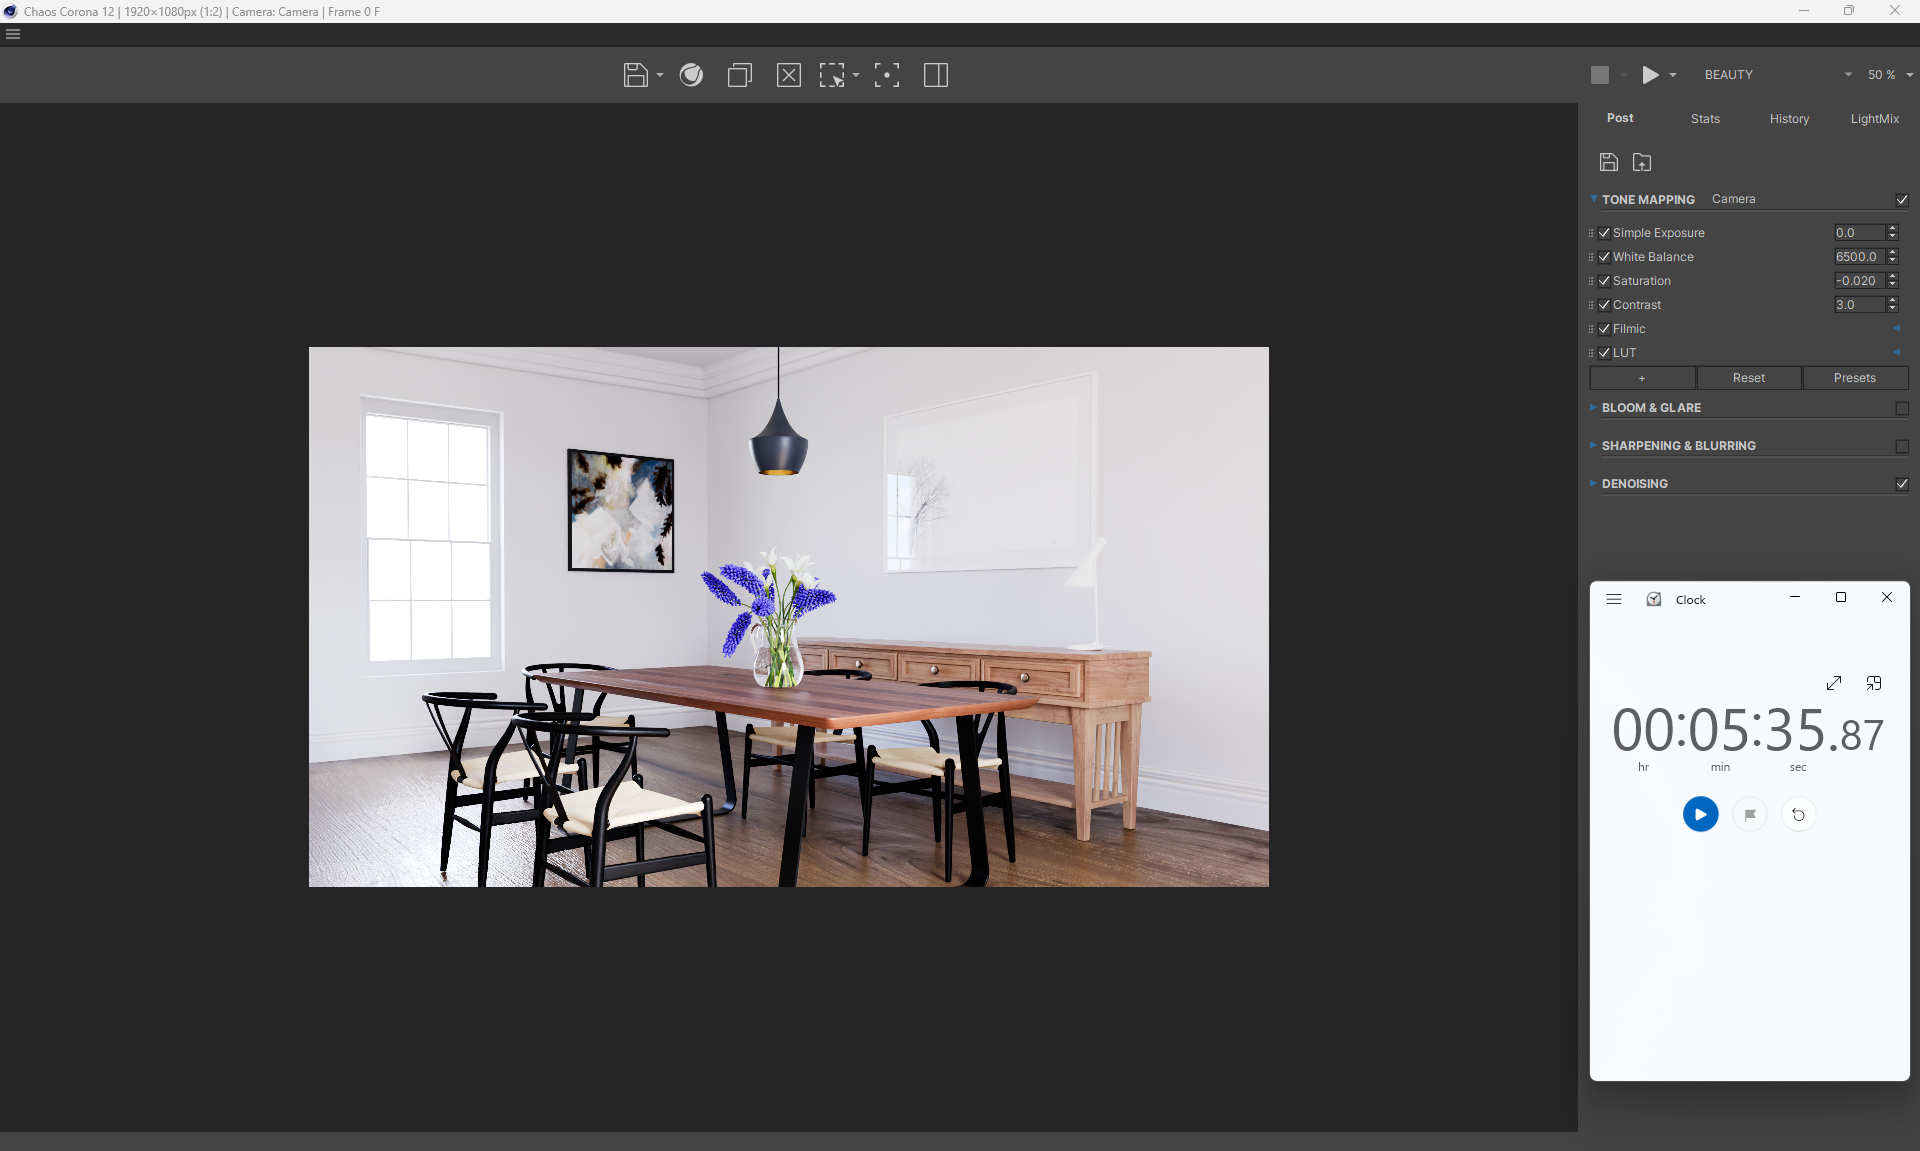 Chaos Corona 12 | 1920×1080px (1:2) | Camera: Camera | Frame 0 F
BEAUTY
50 %
Post
Stats
History
LightMix
TONE MAPPING Camera
Simple Exposure 0.0
White Balance 6500.0
Saturation -0.020
Contrast 3.0
Filmic
LUT
+ Reset Presets
BLOOM & GLARE
SHARPENING & BLURRING
DENOISING
Clock
00:05:35.87
hr min sec